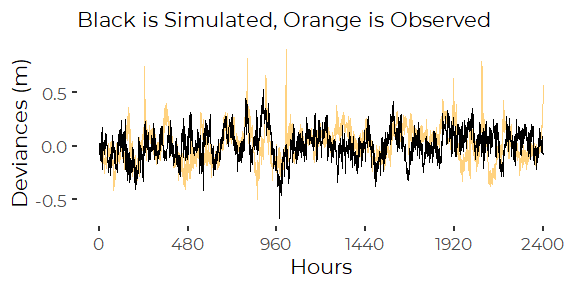 Black is Simulated, Orange is Observed
Deviances (m)
0.5
0.0
-0.5
0 480 960 1440 1920 2400
Hours